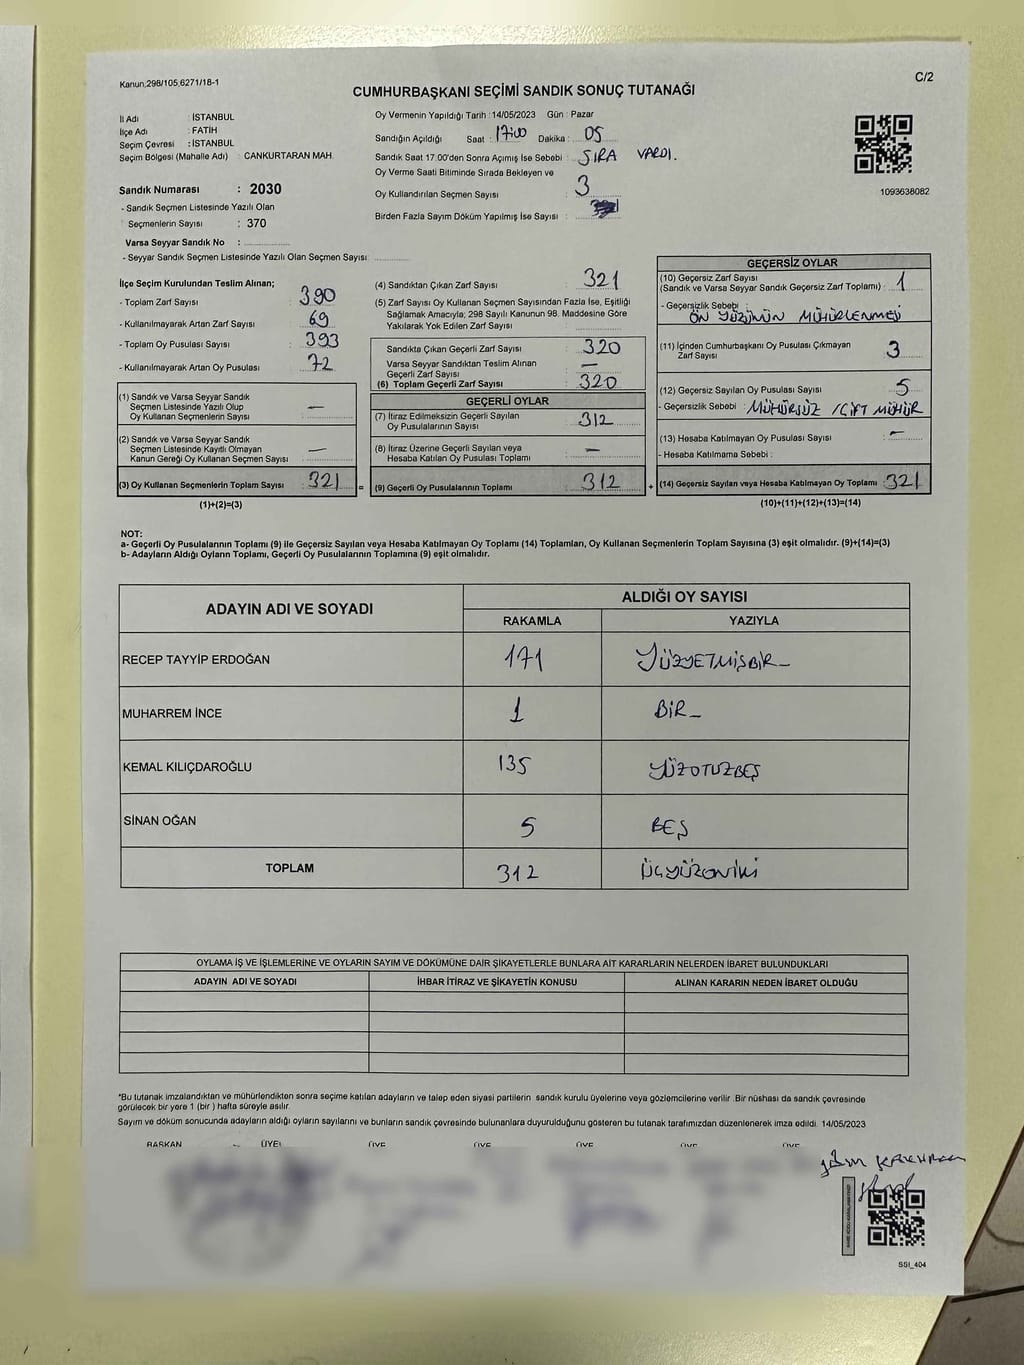 Kanun;298/105;6271/18-1
C/2
CUMHURBAŞKANI SEÇİMİ SANDIK SONUÇ TUTANAĞI
İl Adı : İSTANBUL
İlçe Adı : FATİH
Seçim Çevresi : İSTANBUL
Seçim Bölgesi (Mahalle Adı) : CANKURTARAN MAH.
Sandık Numarası : 2030
- Sandık Seçmen Listesinde Yazılı Olan
Seçmenlerin Sayısı : 370
Varsa Seyyar Sandık No :
- Seyyar Sandık Seçmen Listesinde Yazılı Olan Seçmen Sayısı:
Oy Vermenin Yapıldığı Tarih : 14/05/2023 Gün : Pazar
Sandığın Açıldığı Saat : 17:00 Dakika : 05
Sandık Saat 17.00'den Sonra Açımış İse Sebebi : SIRA VARDI.
Oy Verme Saati Bitiminde Sırada Bekleyen ve
Oy Kullandırılan Seçmen Sayısı : 3
Birden Fazla Sayım Döküm Yapılmış İse Sayısı :
1093638082
İlçe Seçim Kurulundan Teslim Alınan;
- Toplam Zarf Sayısı : 390
- Kullanılmayarak Artan Zarf Sayısı : 69
- Toplam Oy Pusulası Sayısı : 393
- Kullanılmayarak Artan Oy Pusulası : 72
(1) Sandık ve Varsa Seyyar Sandık
Seçmen Listesinde Yazılı Olup
Oy Kullanan Seçmenlerin Sayısı : —
(2) Sandık ve Varsa Seyyar Sandık
Seçmen Listesinde Kayıtlı Olmayan
Kanun Gereği Oy Kullanan Seçmen Sayısı : —
(3) Oy Kullanan Seçmenlerin Toplam Sayısı : 321 =
(1)+(2)=(3)
(4) Sandıktan Çıkan Zarf Sayısı : 321
(5) Zarf Sayısı Oy Kullanan Seçmen Sayısından Fazla İse, Eşitliği
Sağlamak Amacıyla; 298 Sayılı Kanunun 98. Maddesine Göre
Yakılarak Yok Edilen Zarf Sayısı :
Sandıkta Çıkan Geçerli Zarf Sayısı : 320
Varsa Seyyar Sandıktan Teslim Alınan
Geçerli Zarf Sayısı : —
(6) Toplam Geçerli Zarf Sayısı : 320
GEÇERLİ OYLAR
(7) İtiraz Edilmeksizin Geçerli Sayılan
Oy Pusulalarının Sayısı : 312
(8) İtiraz Üzerine Geçerli Sayılan veya
Hesaba Katılan Oy Pusulası Toplamı : —
(9) Geçerli Oy Pusulalarının Toplamı : 312 +
GEÇERSİZ OYLAR
(10) Geçersiz Zarf Sayısı
(Sandık ve Varsa Seyyar Sandık Geçersiz Zarf Toplamı) : 1
- Geçersizlik Sebebi :
ÖN YÜZÜNÜN MÜHÜRLENMESİ
(11) İçinden Cumhurbaşkanı Oy Pusulası Çıkmayan
Zarf Sayısı : 3
(12) Geçersiz Sayılan Oy Pusulası Sayısı : 5
- Geçersizlik Sebebi : MÜHÜRSÜZ /ÇİFT MÜHÜR
(13) Hesaba Katılmayan Oy Pusulası Sayısı : —
- Hesaba Katılmama Sebebi :
(14) Geçersiz Sayılan veya Hesaba Katılmayan Oy Toplamı : 321
(10)+(11)+(12)+(13)=(14)
NOT:
a- Geçerli Oy Pusulalarının Toplamı (9) ile Geçersiz Sayılan veya Hesaba Katılmayan Oy Toplamı (14) Toplamları, Oy Kullanan Seçmenlerin Toplam Sayısına (3) eşit olmalıdır. (9)+(14)=(3)
b- Adayların Aldığı Oyların Toplamı, Geçerli Oy Pusulalarının Toplamına (9) eşit olmalıdır.
ADAYIN ADI VE SOYADI ALDIĞI OY SAYISI
RAKAMLA YAZIYLA
RECEP TAYYİP ERDOĞAN 171 YÜZYETMİŞBİR
MUHARREM İNCE 1 BİR
KEMAL KILIÇDAROĞLU 135 YÜZOTUZBEŞ
SİNAN OĞAN 5 BEŞ
TOPLAM 312 ÜçyüzoNiki
OYLAMA İŞ VE İŞLEMLERİNE VE OYLARIN SAYIM VE DÖKÜMÜNE DAİR ŞİKAYETLERLE BUNLARA AİT KARARLARIN NELERDEN İBARET BULUNDUKLARI
ADAYIN ADI VE SOYADI İHBAR İTİRAZ VE ŞİKAYETİN KONUSU ALINAN KARARIN NEDEN İBARET OLDUĞU
*Bu tutanak imzalandıktan ve mühürlendikten sonra seçime katılan adayların ve talep eden siyasi partilerin sandık kurulu üyelerine veya gözlemcilerine verilir. Bir nüshası da sandık çevresinde
görülecek bir yere 1 (bir ) hafta süreyle asılır.
Sayım ve döküm sonucunda adayların aldığı oyların sayılarını ve bunların sandık çevresinde bulunanlara duyurulduğunu gösteren bu tutanak tarafımızdan düzenlenerek imza edildi. 14/05/2023
BAŞKAN ÜYE ÜYE ÜYE ÜYE ÜYE ÜYE
SSI_404